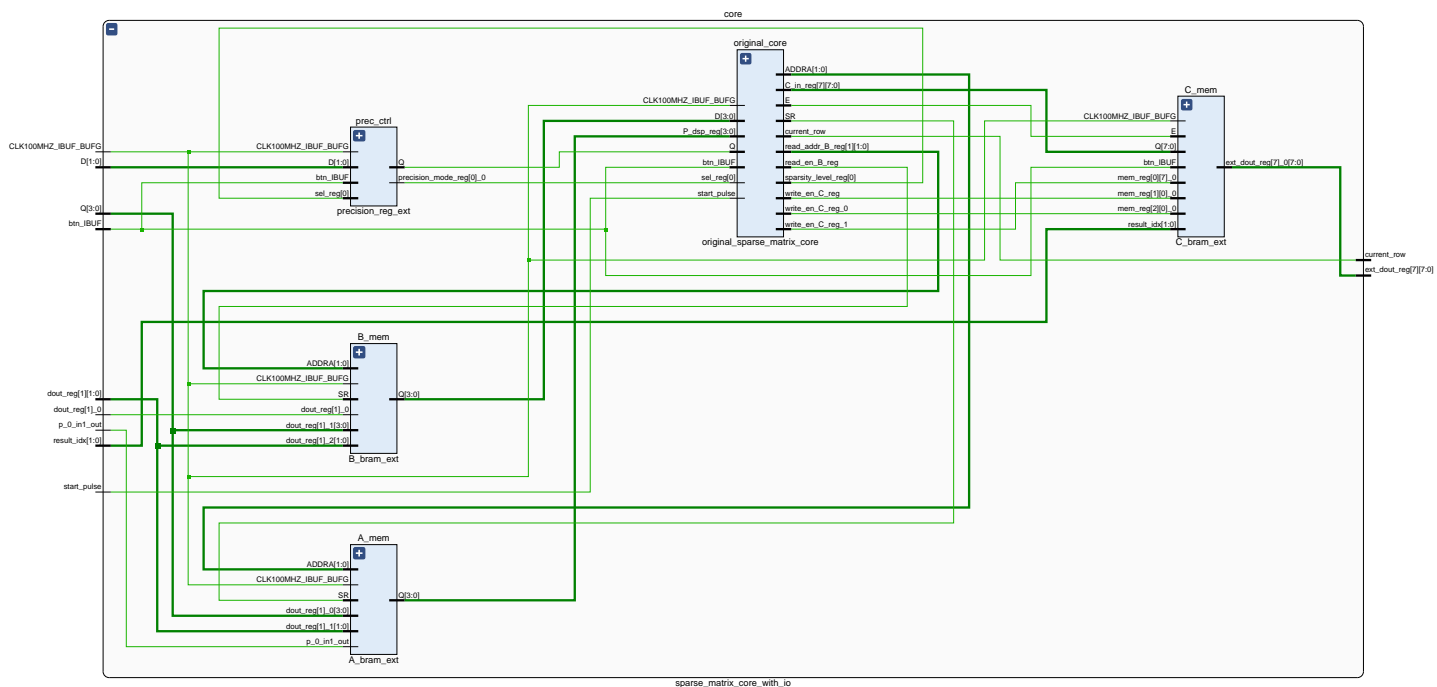 core
original_core
ADDRA[1:0]
C_in_reg[7][7:0]
CLK100MHZ_IBUF_BUFG
E
D[3:0]
SR
P_dsp_reg[3:0]
current_row
Q
read_addr_B_reg[1][1:0]
btn_IBUF
read_en_B_reg
sel_reg[0]
sparsity_level_reg[0]
start_pulse
write_en_C_reg
write_en_C_reg_0
write_en_C_reg_1
original_sparse_matrix_core
C_mem
CLK100MHZ_IBUF_BUFG
E
Q[7:0]
btn_IBUF
ext_dout_reg[7]_0[7:0]
mem_reg[0][7]_0
mem_reg[1][0]_0
mem_reg[2][0]_0
result_idx[1:0]
C_bram_ext
prec_ctrl
CLK100MHZ_IBUF_BUFG
CLK100MHZ_IBUF_BUFG
D[1:0]
D[1:0]
Q
btn_IBUF
precision_mode_reg[0]_0
sel_reg[0]
precision_reg_ext
Q[3:0]
btn_IBUF
current_row
ext_dout_reg[7][7:0]
B_mem
ADDRA[1:0]
CLK100MHZ_IBUF_BUFG
SR
Q[3:0]
dout_reg[1]_0
dout_reg[1]_1[3:0]
dout_reg[1]_2[1:0]
B_bram_ext
dout_reg[1][1:0]
dout_reg[1]_0
p_0_in1_out
result_idx[1:0]
start_pulse
A_mem
ADDRA[1:0]
CLK100MHZ_IBUF_BUFG
SR
Q[3:0]
dout_reg[1]_0[3:0]
dout_reg[1]_1[1:0]
p_0_in1_out
A_bram_ext
sparse_matrix_core_with_io